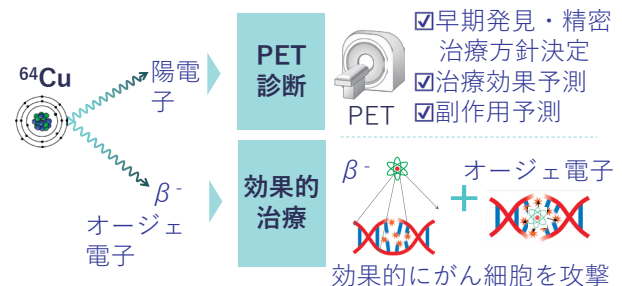 64Cu
陽電
子
β -
オージェ
電子
PET
診断
PET
☑早期発見・精密
治療方針決定
☑治療効果予測
☑副作用予測
効果的
治療
β -
+
オージェ電子
効果的にがん細胞を攻撃